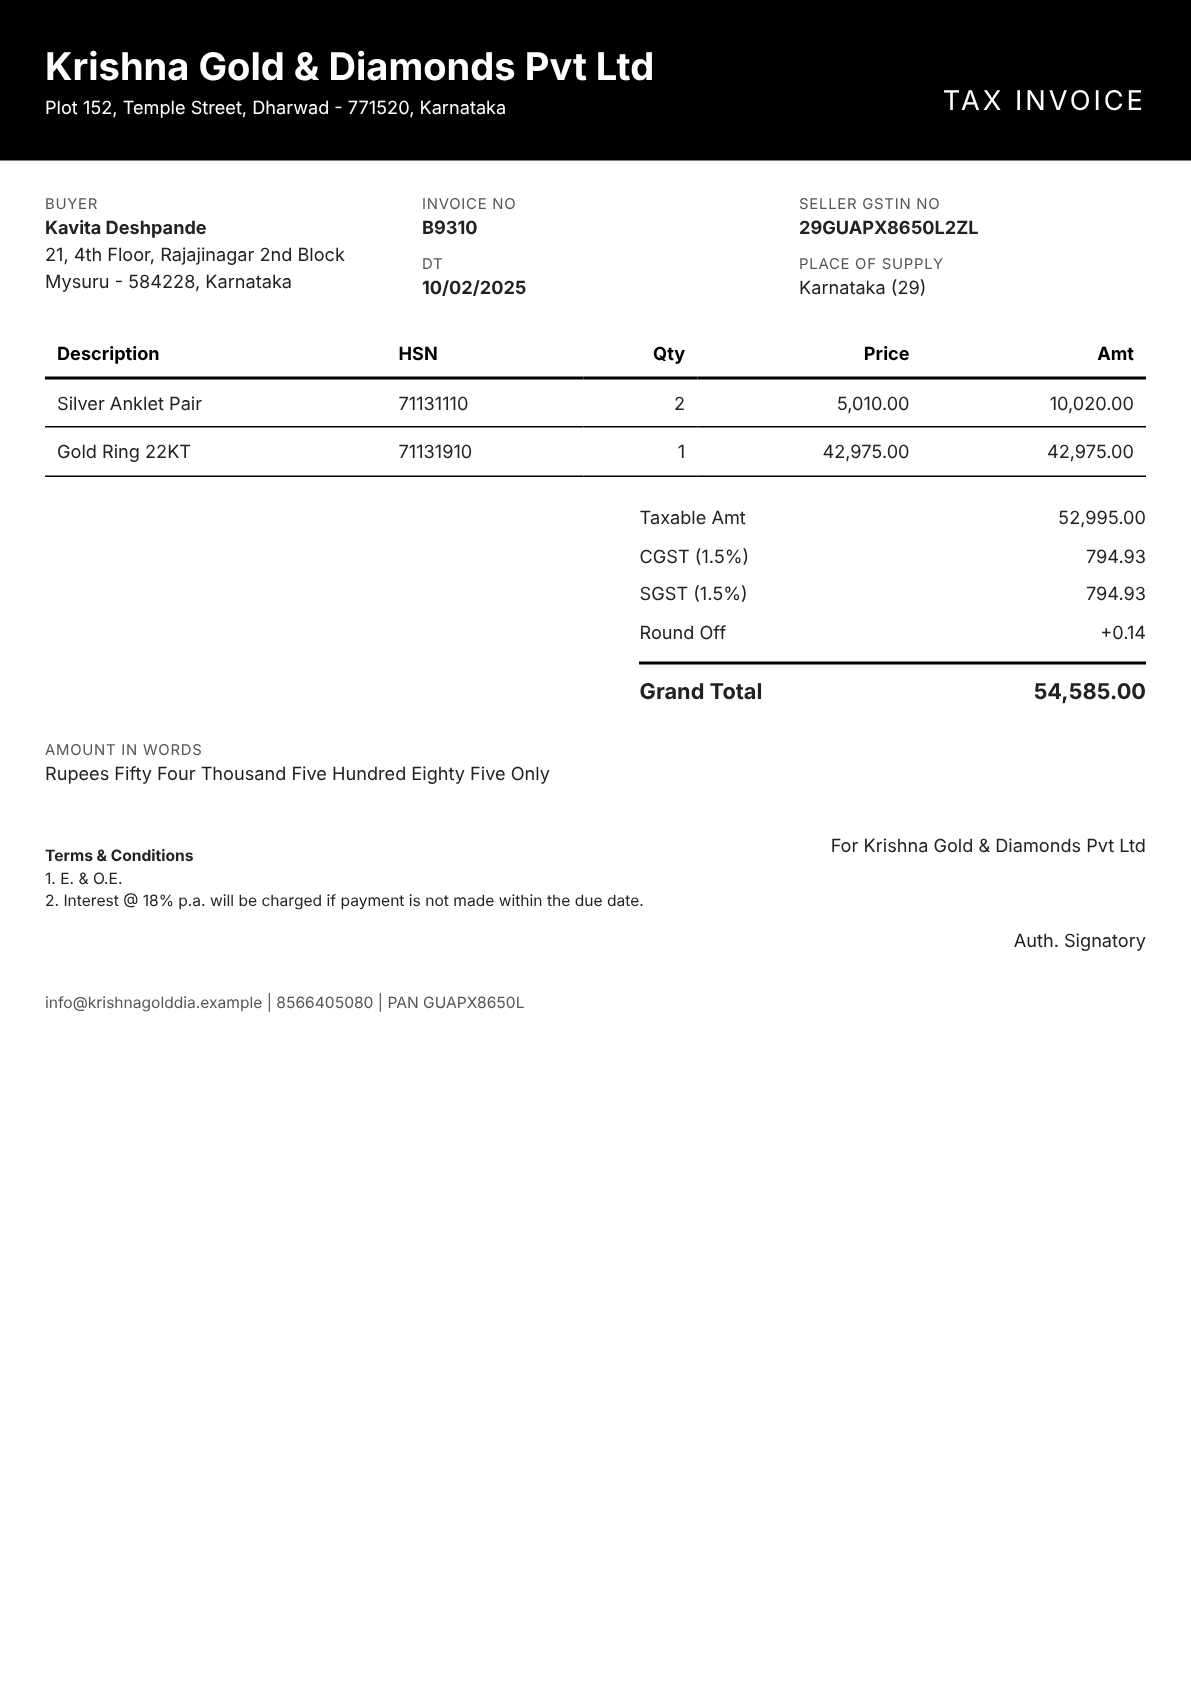 Krishna Gold & Diamonds Pvt Ltd
Plot 152, Temple Street, Dharwad - 771520, Karnataka
TAX INVOICE
BUYER
Kavita Deshpande
21, 4th Floor, Rajajinagar 2nd Block
Mysuru - 584228, Karnataka
INVOICE NO
B9310
DT
10/02/2025
SELLER GSTIN NO
29GUAPX8650L2ZL
PLACE OF SUPPLY
Karnataka (29)
Description HSN Qty Price Amt
Silver Anklet Pair 71131110 2 5,010.00 10,020.00
Gold Ring 22KT 71131910 1 42,975.00 42,975.00
Taxable Amt 52,995.00
CGST (1.5%) 794.93
SGST (1.5%) 794.93
Round Off +0.14
Grand Total 54,585.00
AMOUNT IN WORDS
Rupees Fifty Four Thousand Five Hundred Eighty Five Only
Terms & Conditions
1. E. & O.E.
2. Interest @ 18% p.a. will be charged if payment is not made within the due date.
For Krishna Gold & Diamonds Pvt Ltd
Auth. Signatory
info@krishnagolddia.example | 8566405080 | PAN GUAPX8650L